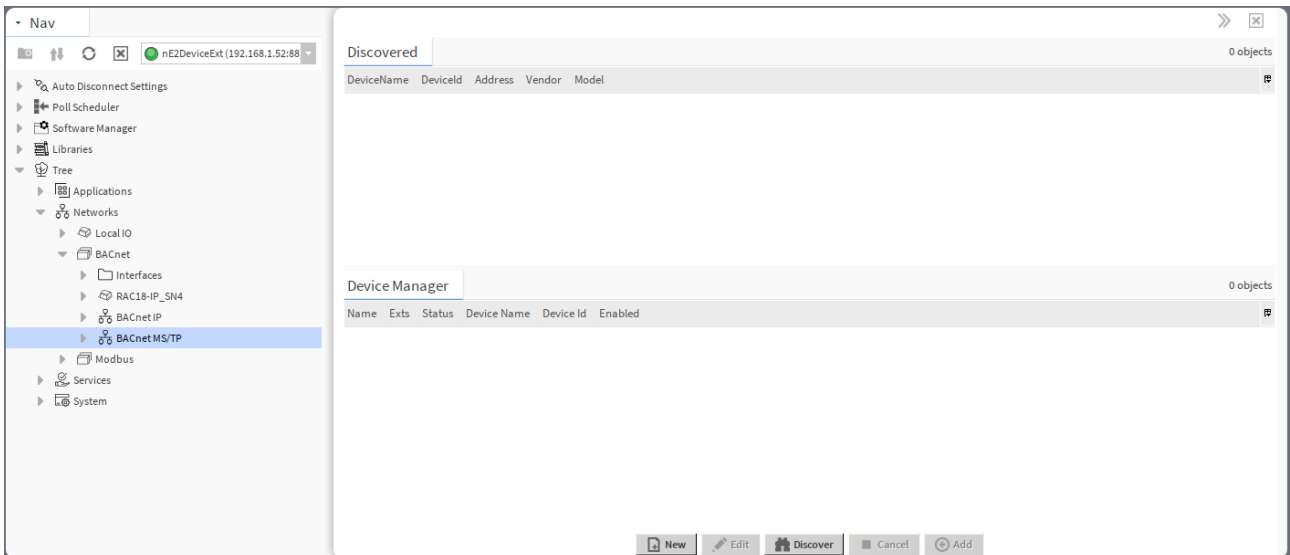 Nav
nE2DeviceExt (192.168.1.52:88
Auto Disconnect Settings
Poll Scheduler
Software Manager
Libraries
Tree
Applications
Networks
Local IO
BACnet
Interfaces
RAC18-IP_SN4
BACnet IP
BACnet MS/TP
Modbus
Services
System
Discovered
0 objects
DeviceName DeviceId Address Vendor Model
Device Manager
0 objects
Name Exts Status Device Name Device Id Enabled
New Edit Discover Cancel Add